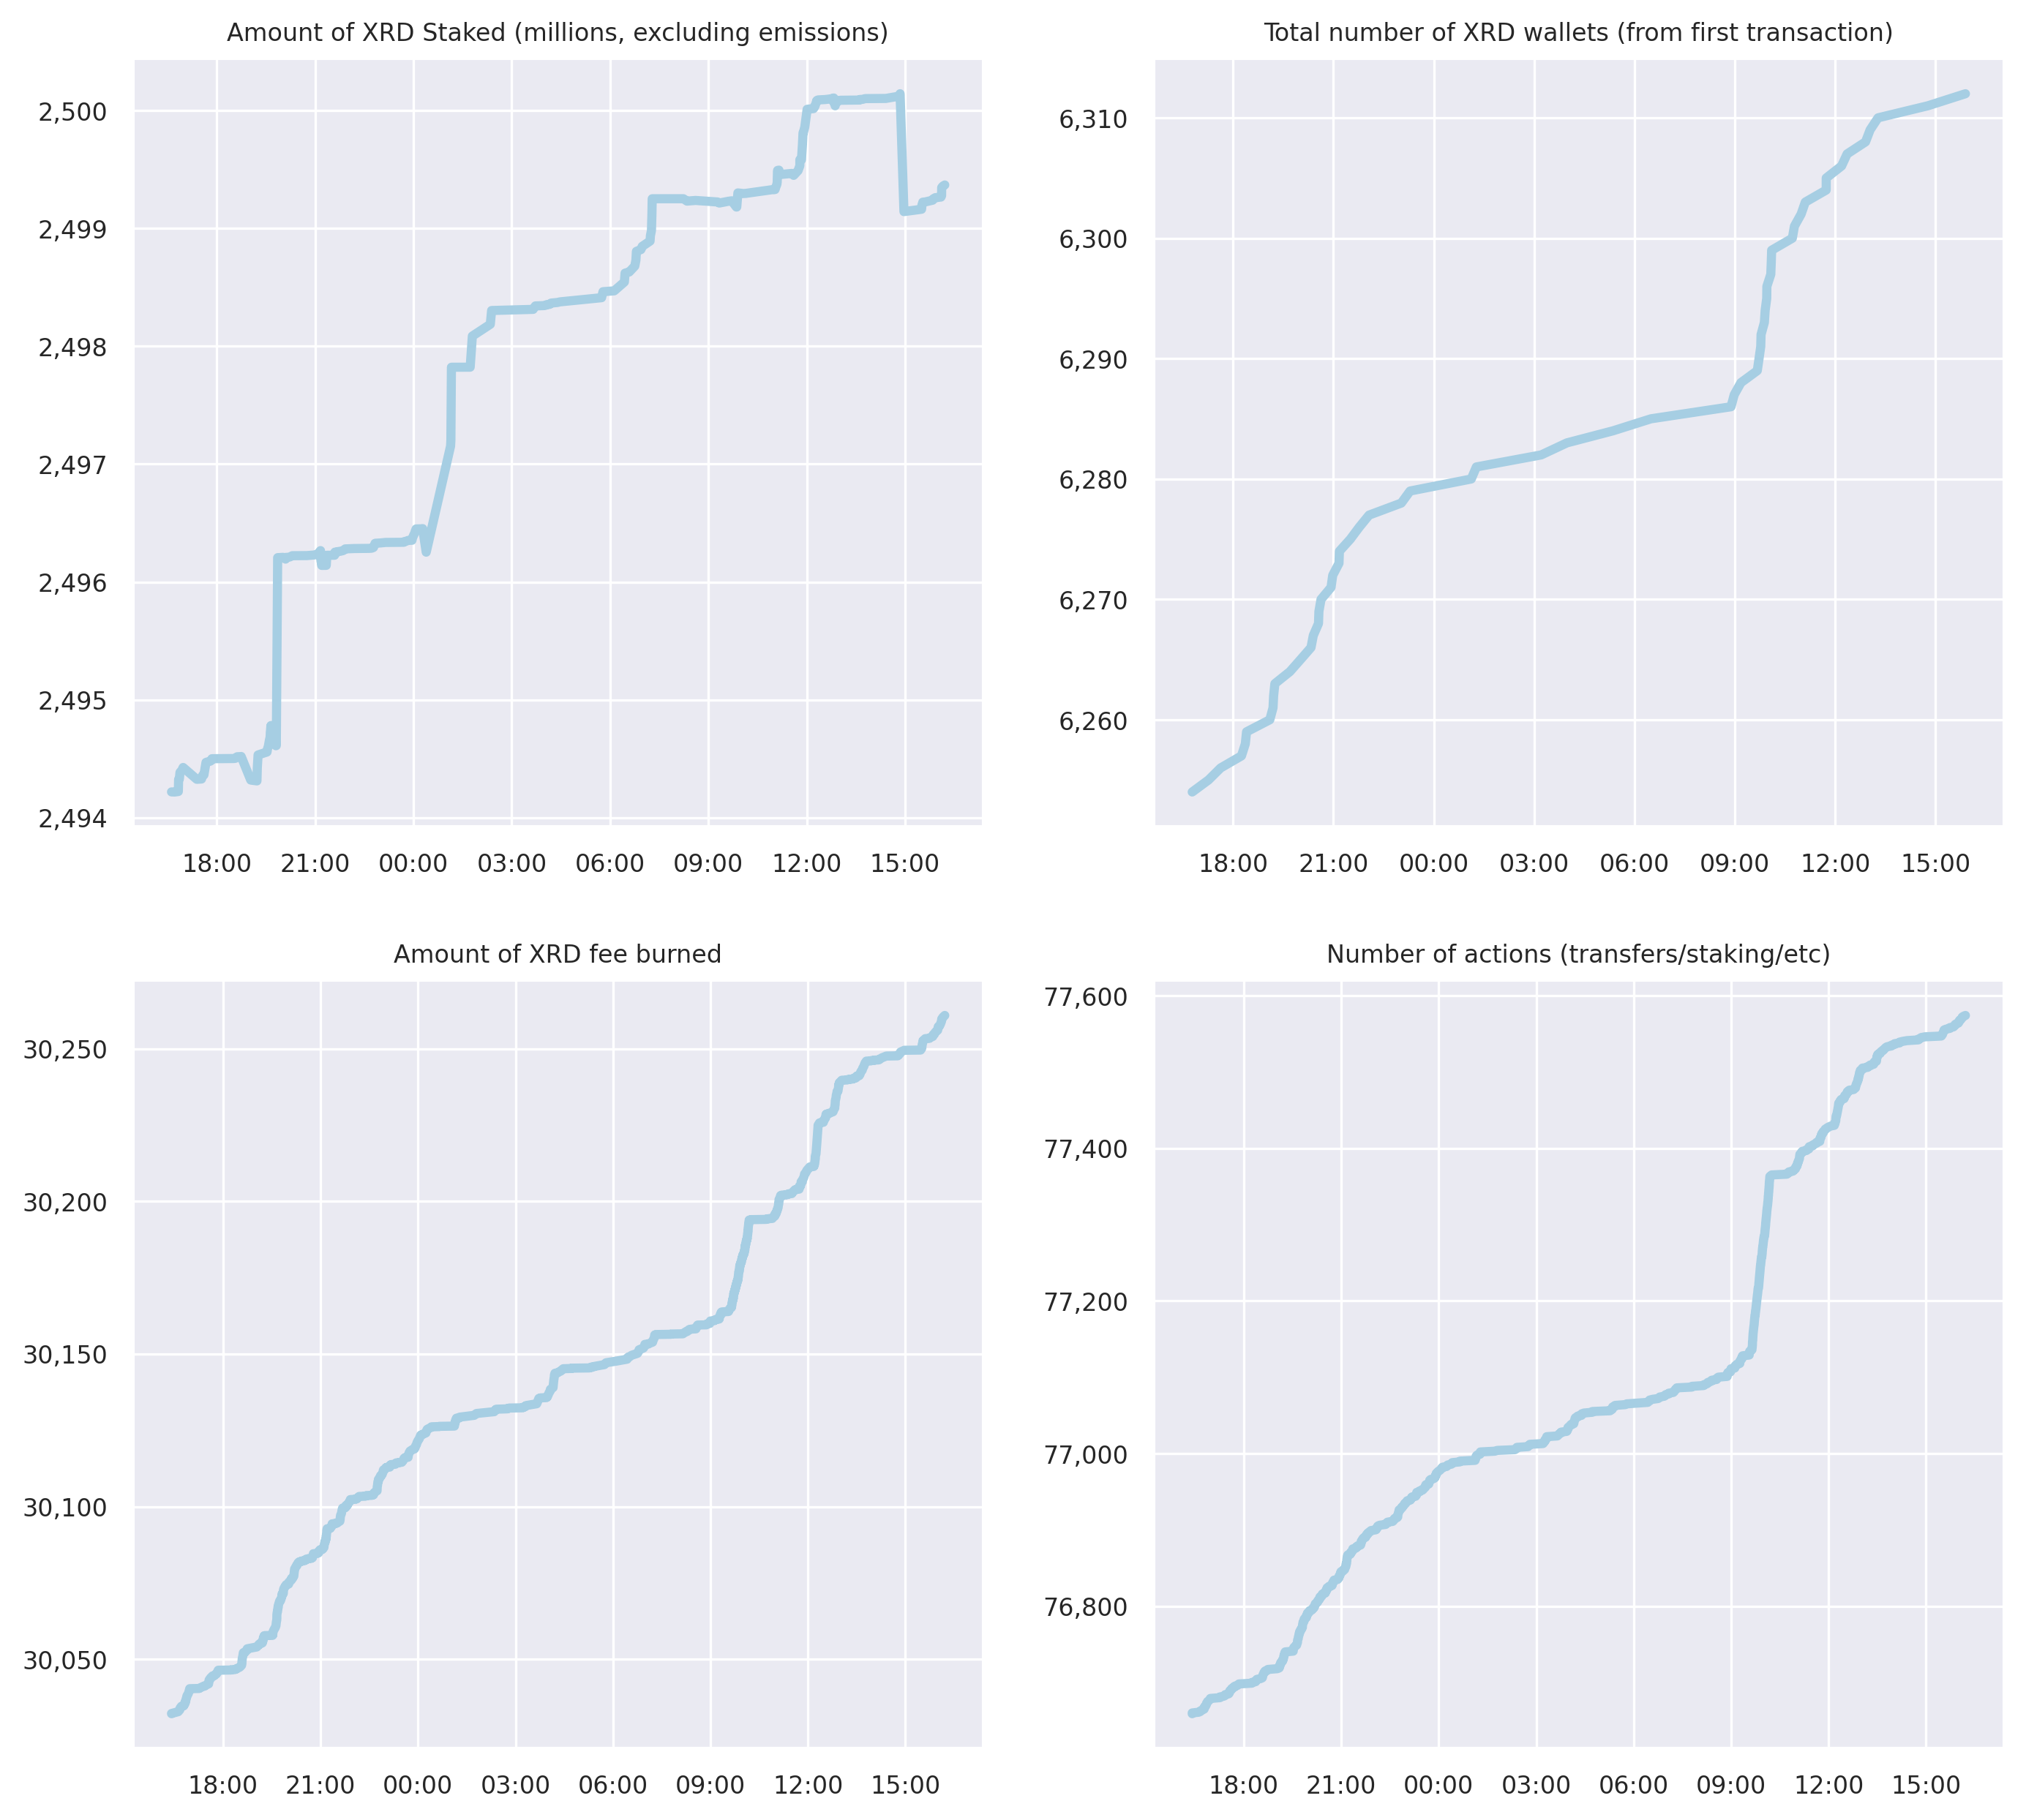 Amount of XRD Staked (millions, excluding emissions)
2,500
2,499
2,498
2,497
2,496
2,495
2,494
18:00 21:00 00:00 03:00 06:00 09:00 12:00 15:00
Total number of XRD wallets (from first transaction)
6,310
6,300
6,290
6,280
6,270
6,260
18:00 21:00 00:00 03:00 06:00 09:00 12:00 15:00
Amount of XRD fee burned
30,250
30,200
30,150
30,100
30,050
18:00 21:00 00:00 03:00 06:00 09:00 12:00 15:00
Number of actions (transfers/staking/etc)
77,600
77,400
77,200
77,000
76,800
18:00 21:00 00:00 03:00 06:00 09:00 12:00 15:00